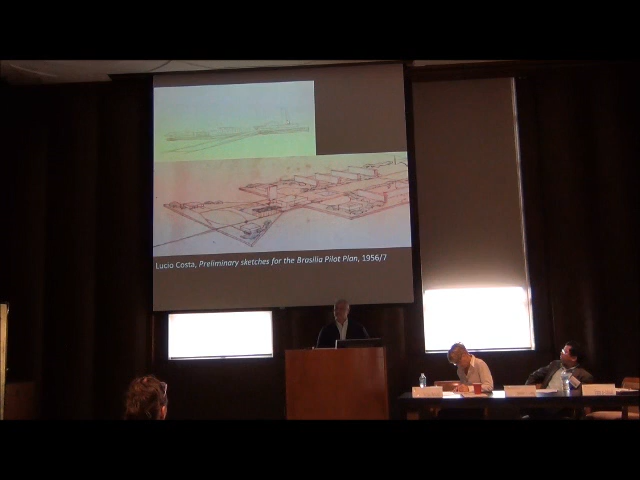 Lucio Costa, Preliminary sketches for the Brasilia Pilot Plan, 1956/7